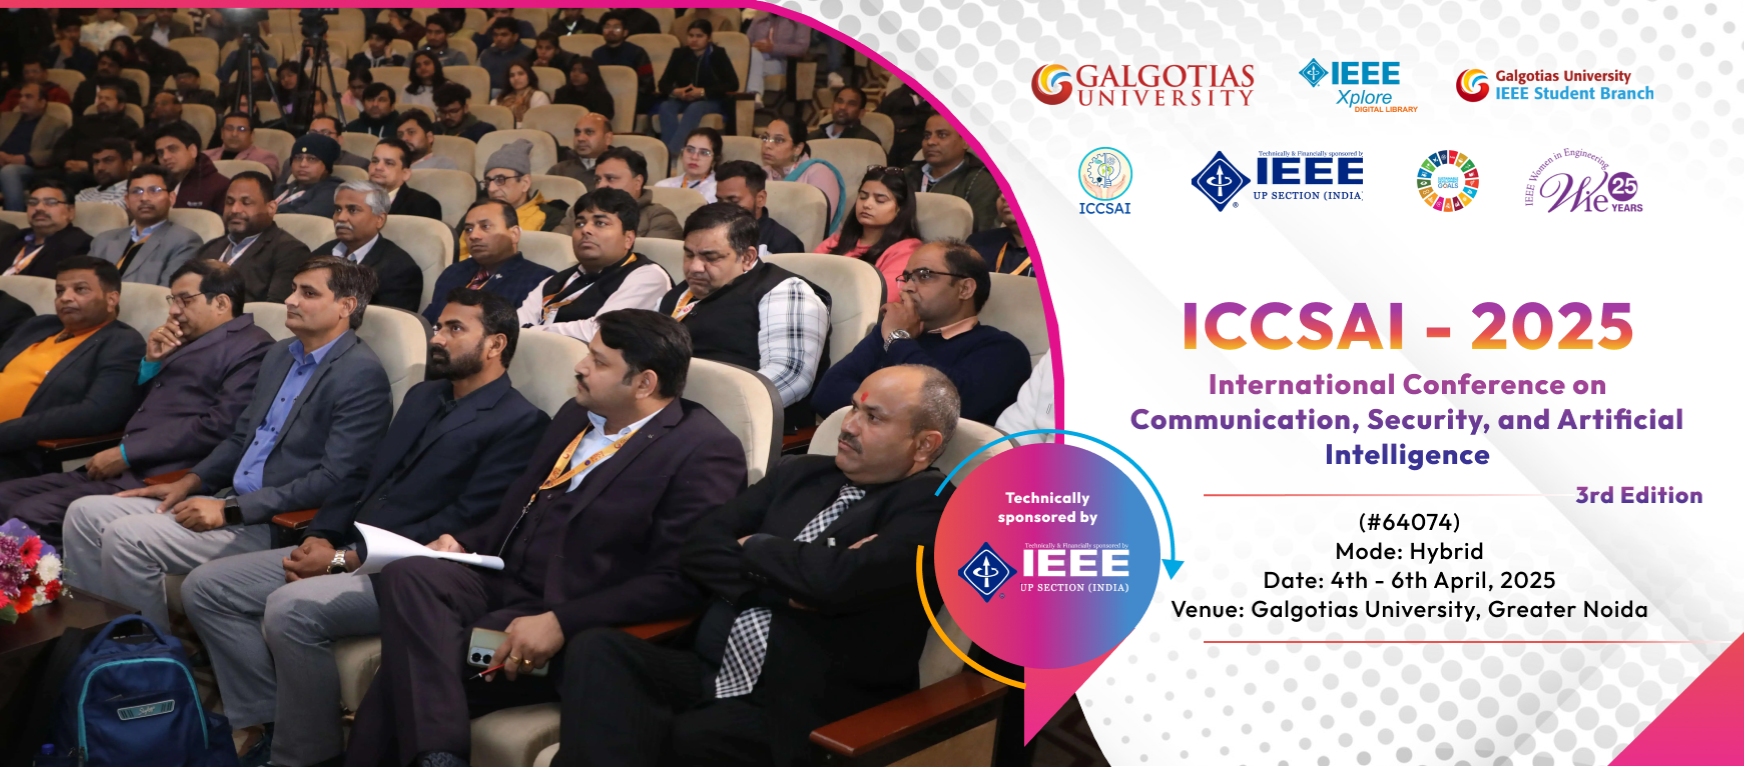 GALGOTIAS
UNIVERSITY
IEEE
Xplore
DIGITAL LIBRARY
Galgotias University
IEEE Student Branch
ICCSAI
Technically & Financially sponsored by
IEEE
UP SECTION (INDIA)
SUSTAINABLE
DEVELOPMENT
GOALS
IEEE Women in Engineering
Wie
25
YEARS
ICCSAI - 2025
International Conference on
Communication, Security, and Artificial
Intelligence
3rd Edition
(#64074)
Mode: Hybrid
Date: 4th - 6th April, 2025
Venue: Galgotias University, Greater Noida
Technically
sponsored by
Technically & Financially sponsored by
IEEE
UP SECTION (INDIA)